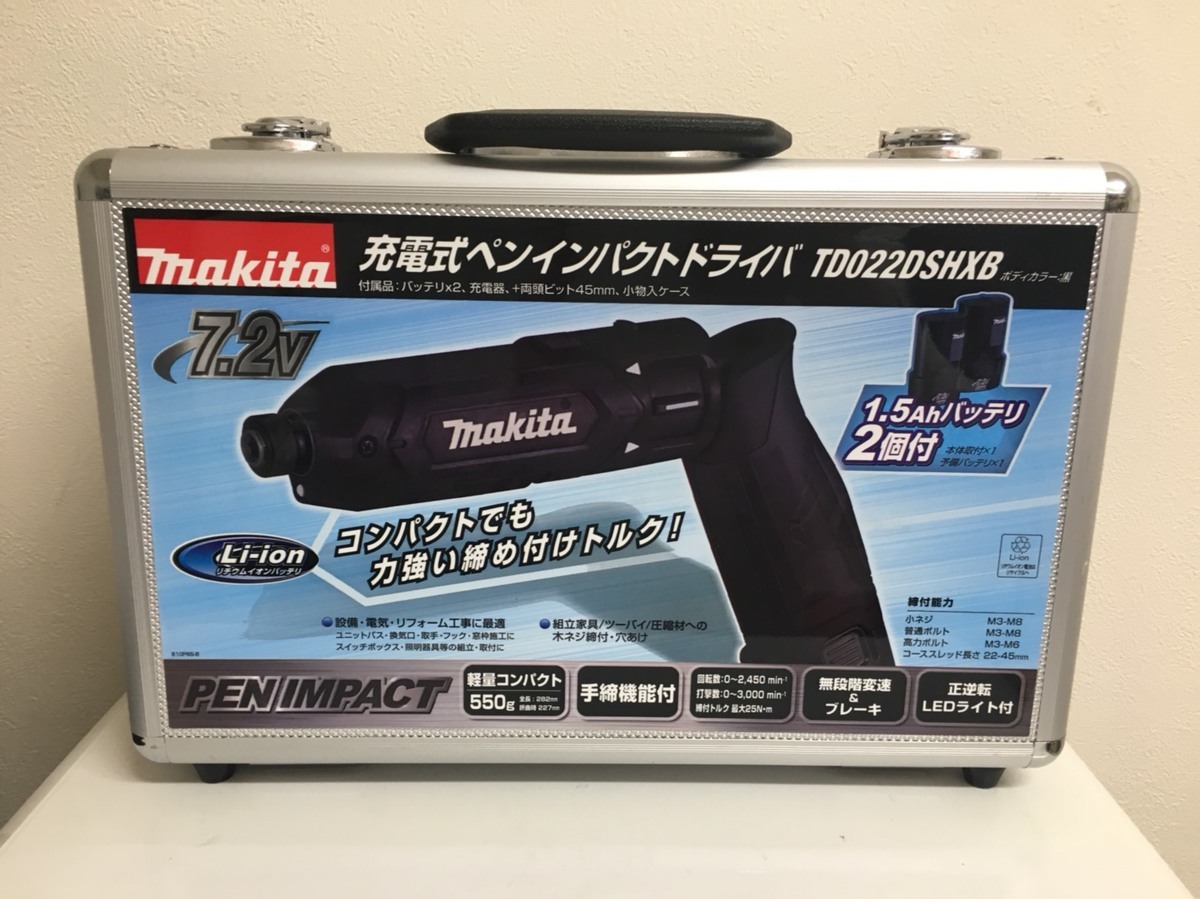 makita®
充電式ペンインパクトドライバ TD022DSHXB ボディカラー:黒
付属品:バッテリ×2、充電器、+両頭ビット45mm、小物入ケース
7.2V
makita
1.5Ahバッテリ
2個付
本体取付×1
予備バッテリ×1
Li-ion
リチウムイオンバッテリ
コンパクトでも
力強い締め付けトルク!
Li-ion
●設備・電気・リフォーム工事に最適
ユニットバス・換気口・取手・フック・窓枠施工に
スイッチボックス・照明器具等の組立・取付に
●組立家具/ツーバイ/圧縮材への
木ネジ締付・穴あけ
締付能力
小ネジ M3-M8
普通ボルト M3-M8
高力ボルト M3-M6
コーススレッド長さ 22-45mm
PEN IMPACT
軽量コンパクト
550g 全長:282mm
折曲時 227mm
手締機能付
回転数:0~2,450 min-1
打撃数:0~3,000 min-1
締付トルク 最大25N・m
無段階変速
&
ブレーキ
正逆転
LEDライト付